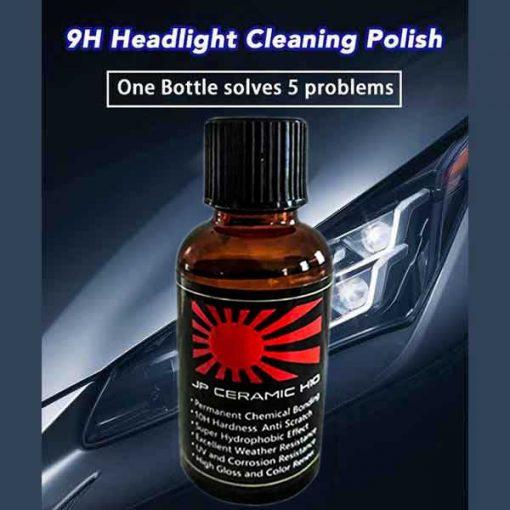 9H Headlight Cleaning Polish
One Bottle solves 5 problems
JP CERAMIC H10
• Permanent Chemical Bonding
• 10H Hardness Anti Scratch
• Super Hydrophobic Effect
• Excellent Weather Resistance
• UV and Corrosion Resistance
• High Gloss and Color Renew